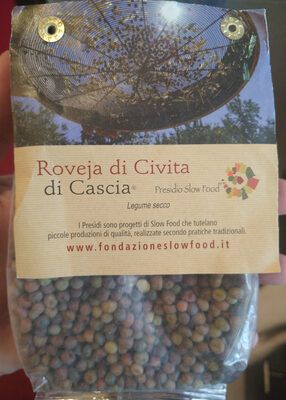 Roveja di Civita
di Cascia®
Presidio Slow Food®
Legume secco
I Presìdi sono progetti di Slow Food che tutelano
piccole produzioni di qualità, realizzate secondo pratiche tradizionali.
www.fondazioneslowfood.it